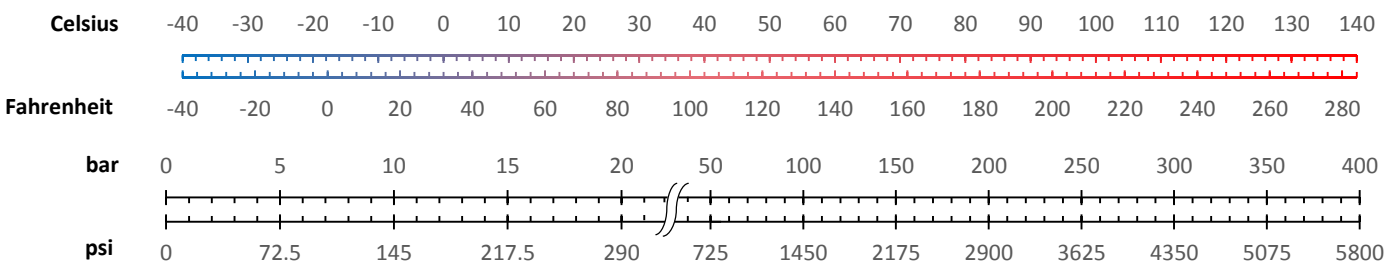 Celsius -40 -30 -20 -10 0 10 20 30 40 50 60 70 80 90 100 110 120 130 140
Fahrenheit -40 -20 0 20 40 60 80 100 120 140 160 180 200 220 240 260 280
bar 0 5 10 15 20 50 100 150 200 250 300 350 400
psi 0 72.5 145 217.5 290 725 1450 2175 2900 3625 4350 5075 5800